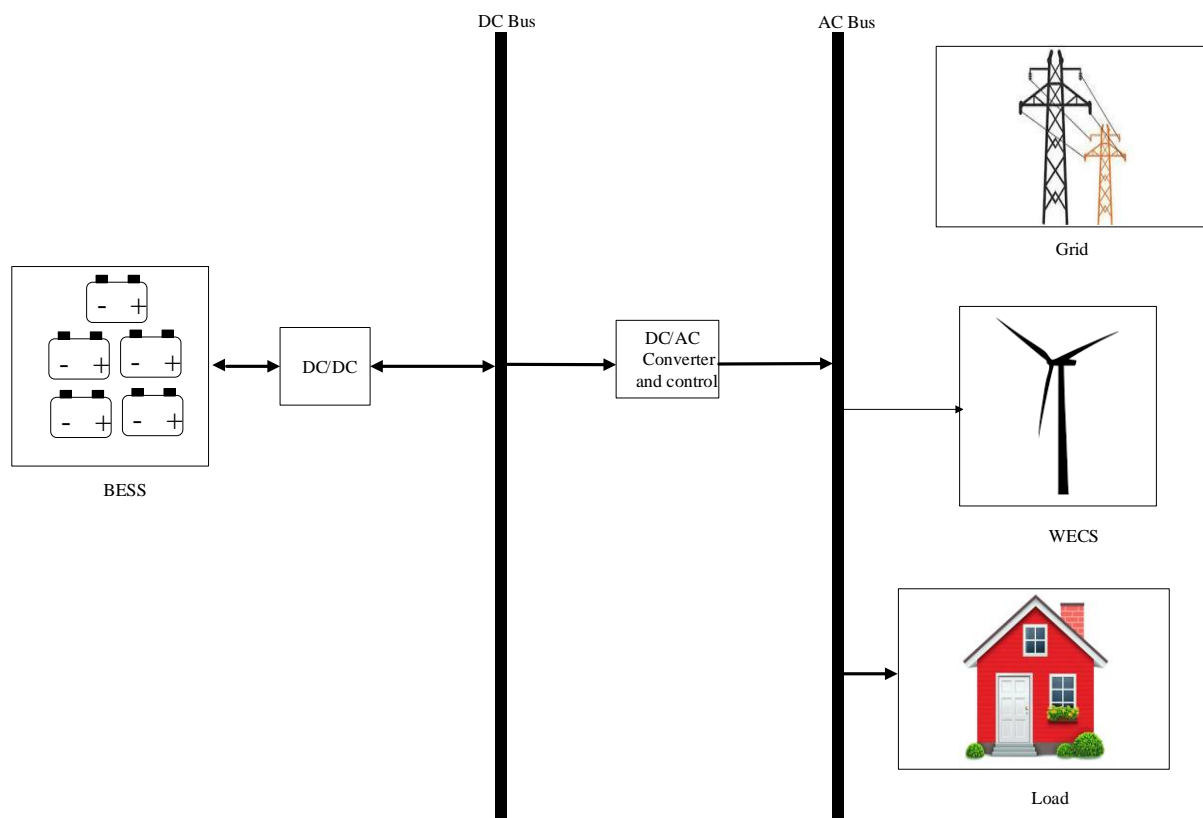 DC Bus
AC Bus
Grid
- +
- +
- +
- +
- +
BESS
DC/DC
DC/AC
Converter
and control
WECS
Load